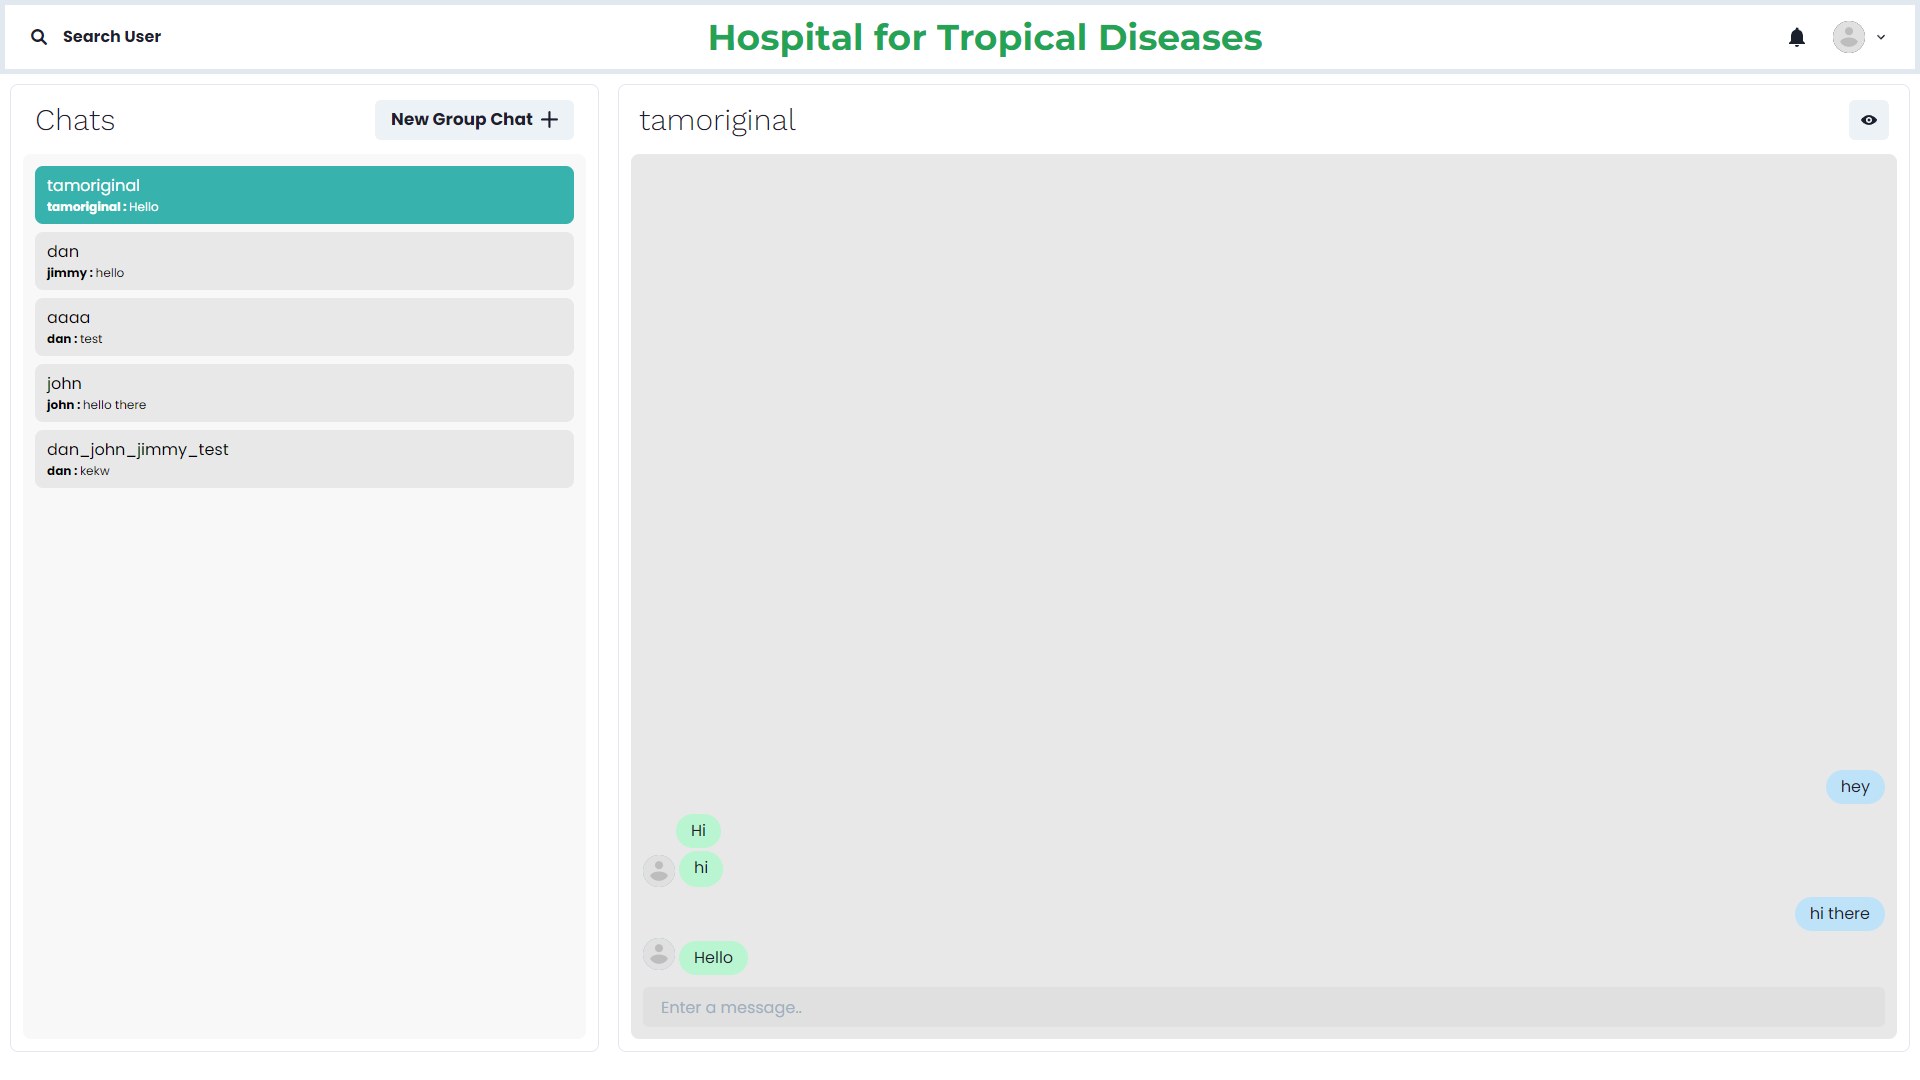 Search User
Hospital for Tropical Diseases
Chats
New Group Chat
tamoriginal
tamoriginal : Hello
dan
jimmy : hello
aaaa
dan : test
john
john : hello there
dan_john_jimmy_test
dan : kekw
tamoriginal
hey
Hi
hi
hi there
Hello
Enter a message..